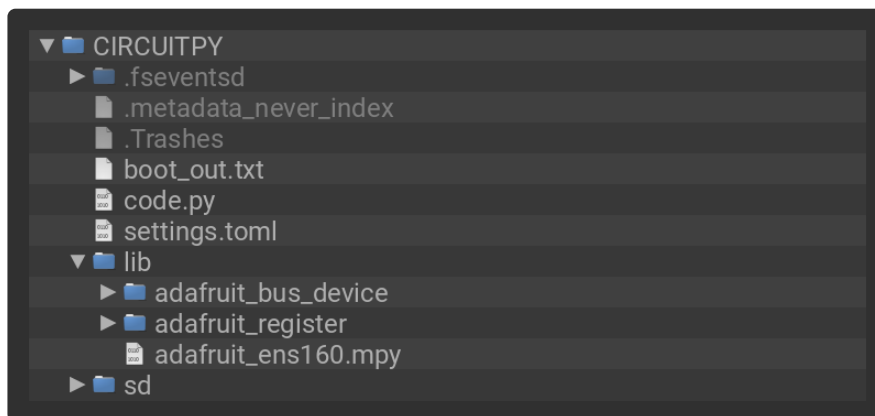 CIRCUITPY
.fseventsd
.metadata_never_index
.Trashes
boot_out.txt
code.py
settings.toml
lib
adafruit_bus_device
adafruit_register
adafruit_ens160.mpy
sd